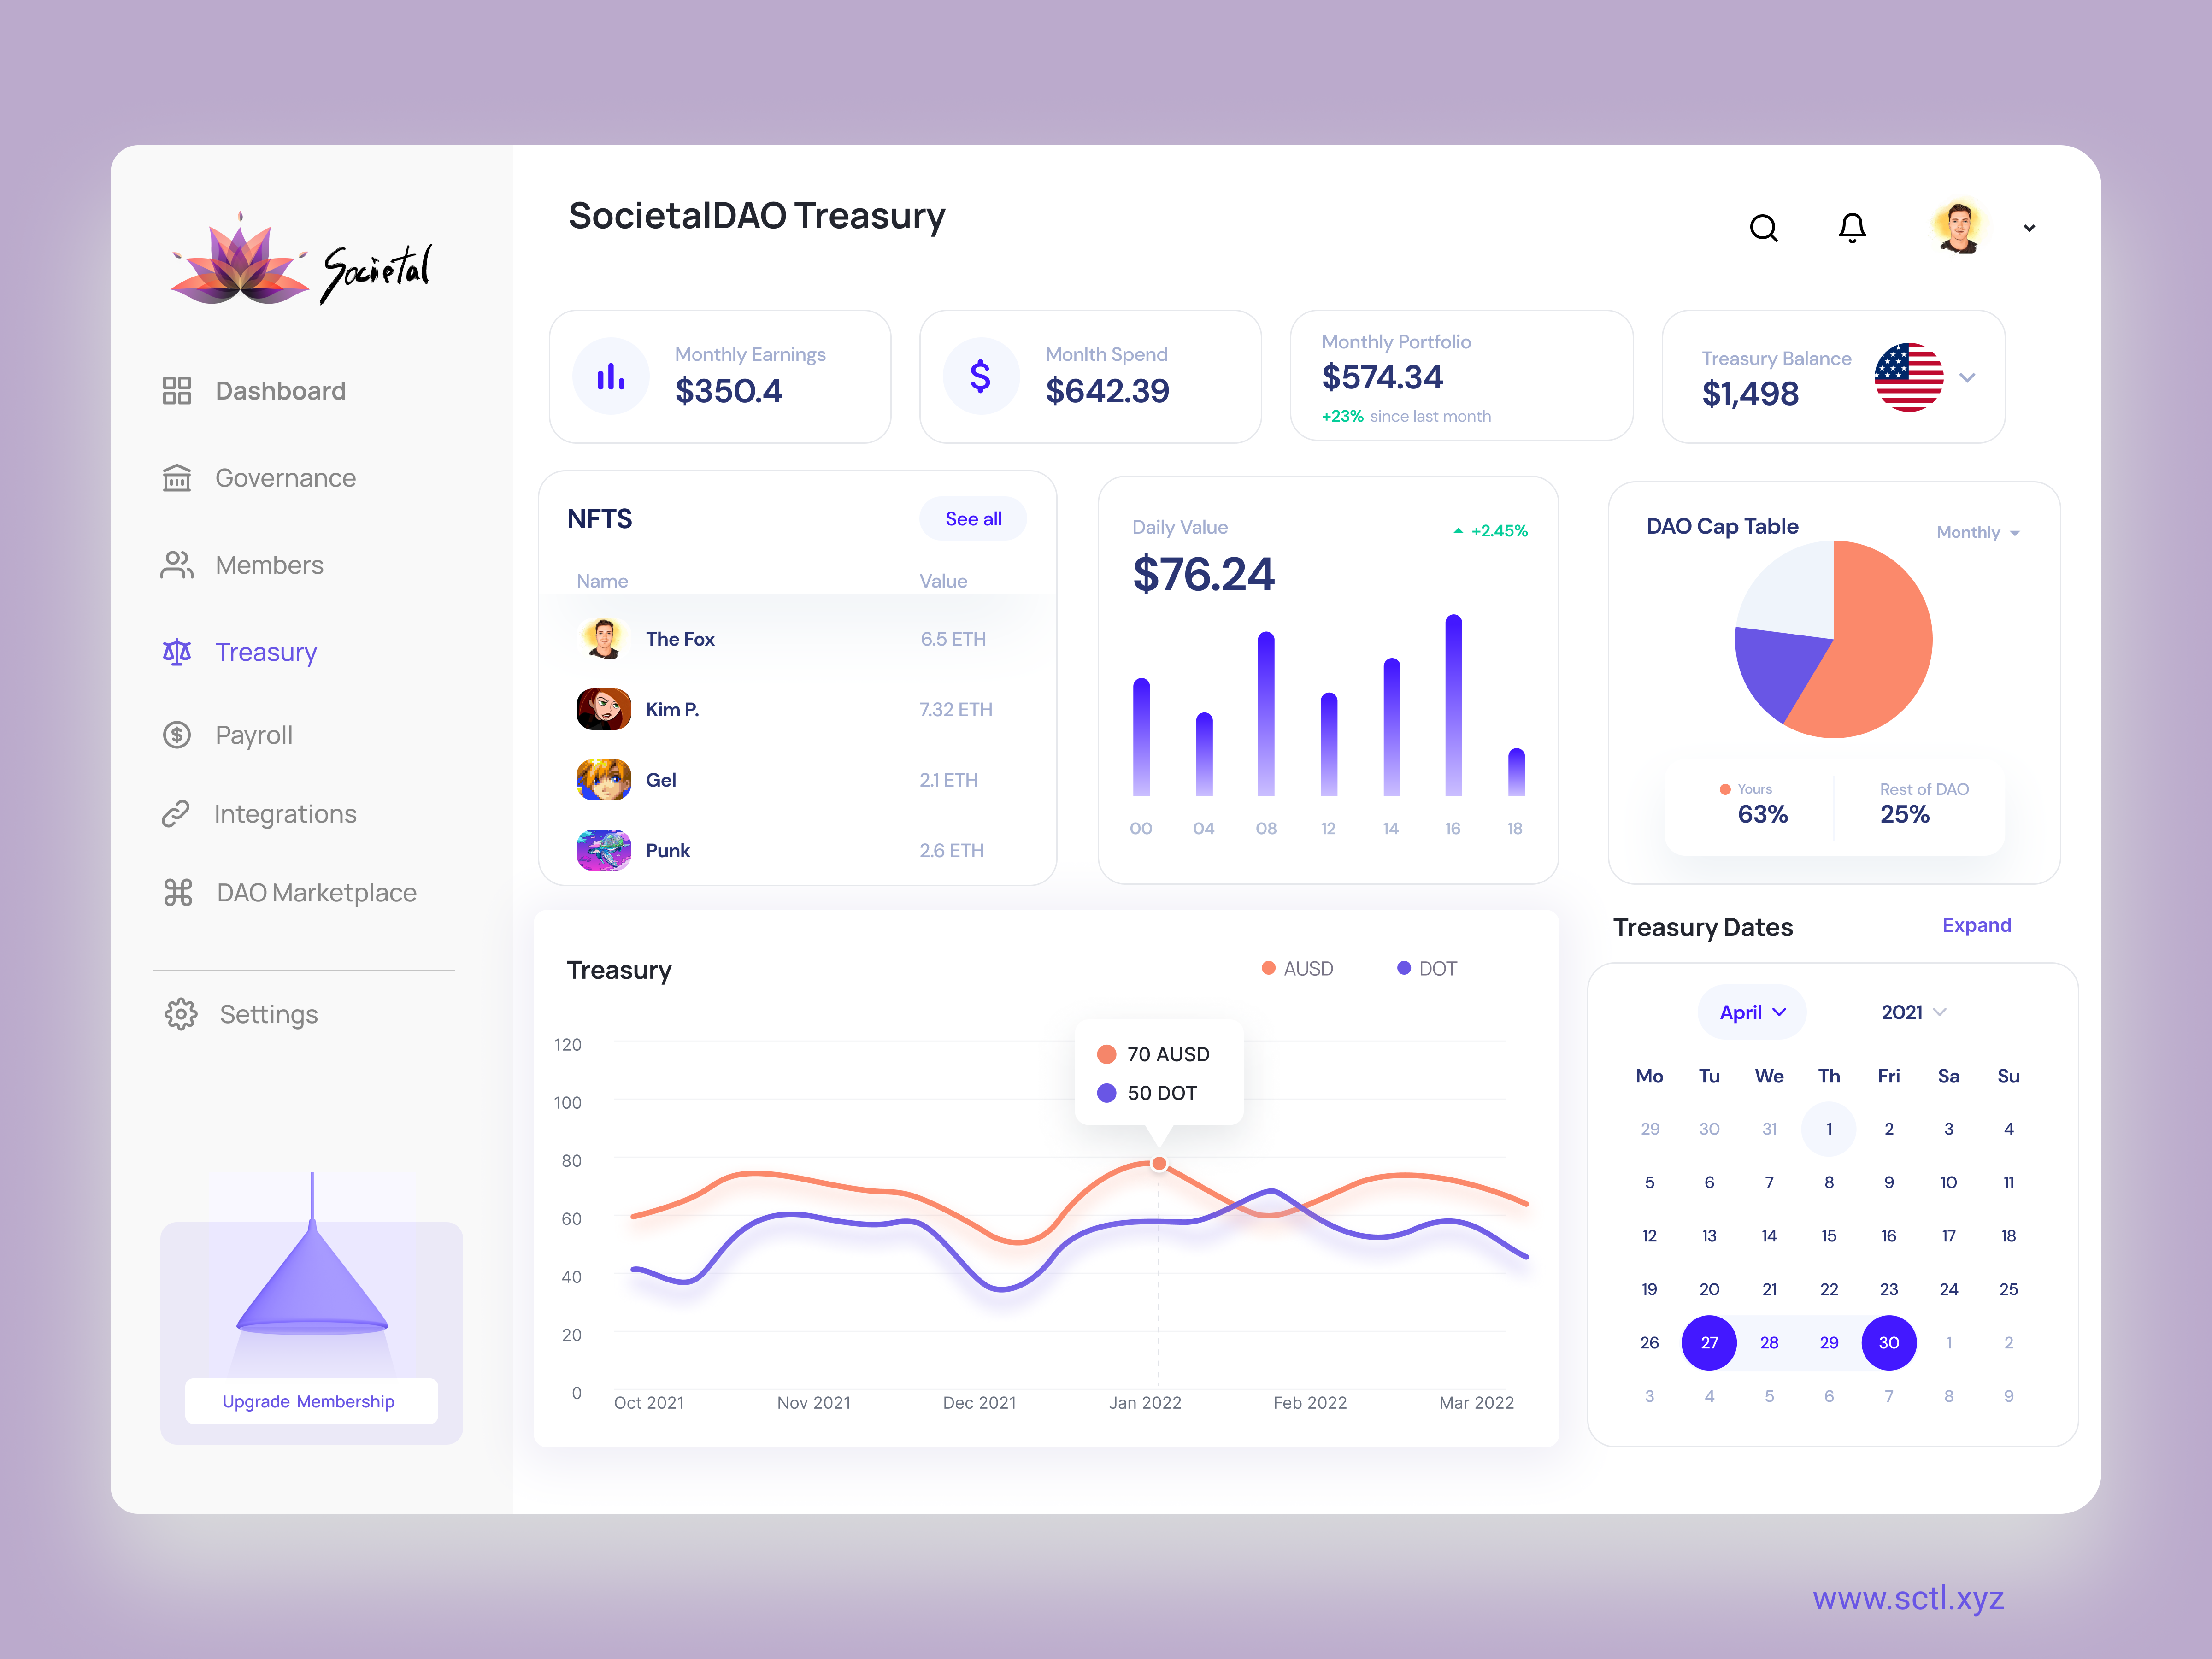 Societal
Dashboard
Governance
Members
Treasury
Payroll
Integrations
DAO Marketplace
Settings
Upgrade Membership
SocietalDAO Treasury
Monthly Earnings
$350.4
Monlth Spend
$642.39
Monthly Portfolio
$574.34
+23% since last month
Treasury Balance
$1,498
NFTS
See all
Name Value
The Fox 6.5 ETH
Kim P. 7.32 ETH
Gel 2.1 ETH
Punk 2.6 ETH
Daily Value
+2.45%
$76.24
00 04 08 12 14 16 18
DAO Cap Table
Monthly
Yours
63%
Rest of DAO
25%
Treasury
AUSD DOT
70 AUSD
50 DOT
120
100
80
60
40
20
0
Oct 2021 Nov 2021 Dec 2021 Jan 2022 Feb 2022 Mar 2022
Treasury Dates
Expand
April 2021
Mo Tu We Th Fri Sa Su
29 30 31 1 2 3 4
5 6 7 8 9 10 11
12 13 14 15 16 17 18
19 20 21 22 23 24 25
26 27 28 29 30 1 2
3 4 5 6 7 8 9
www.sctl.xyz